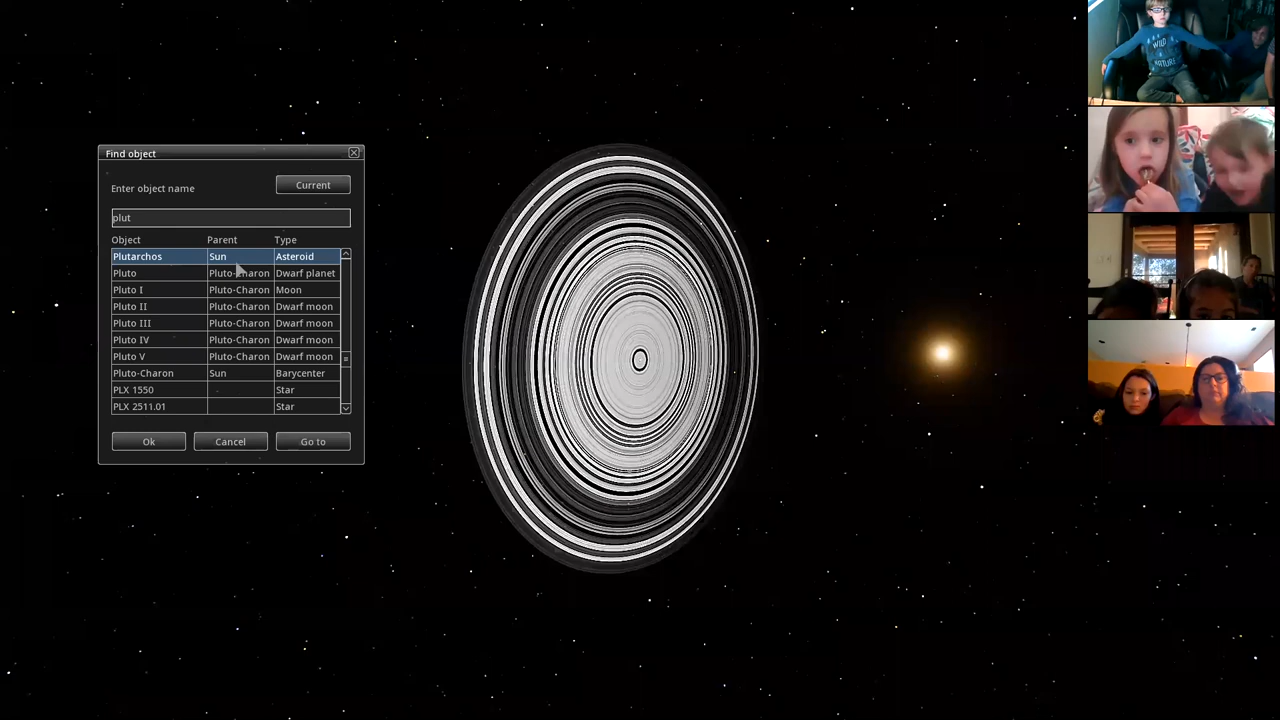 Find object
Enter object name
Current
plut
Object Parent Type
Plutarchos Sun Asteroid
Pluto Pluto-Charon Dwarf planet
Pluto I Pluto-Charon Moon
Pluto II Pluto-Charon Dwarf moon
Pluto III Pluto-Charon Dwarf moon
Pluto IV Pluto-Charon Dwarf moon
Pluto V Pluto-Charon Dwarf moon
Pluto-Charon Sun Barycenter
PLX 1550 - Star
PLX 2511.01 Star
Ok Cancel Go to
WILD
NATURE